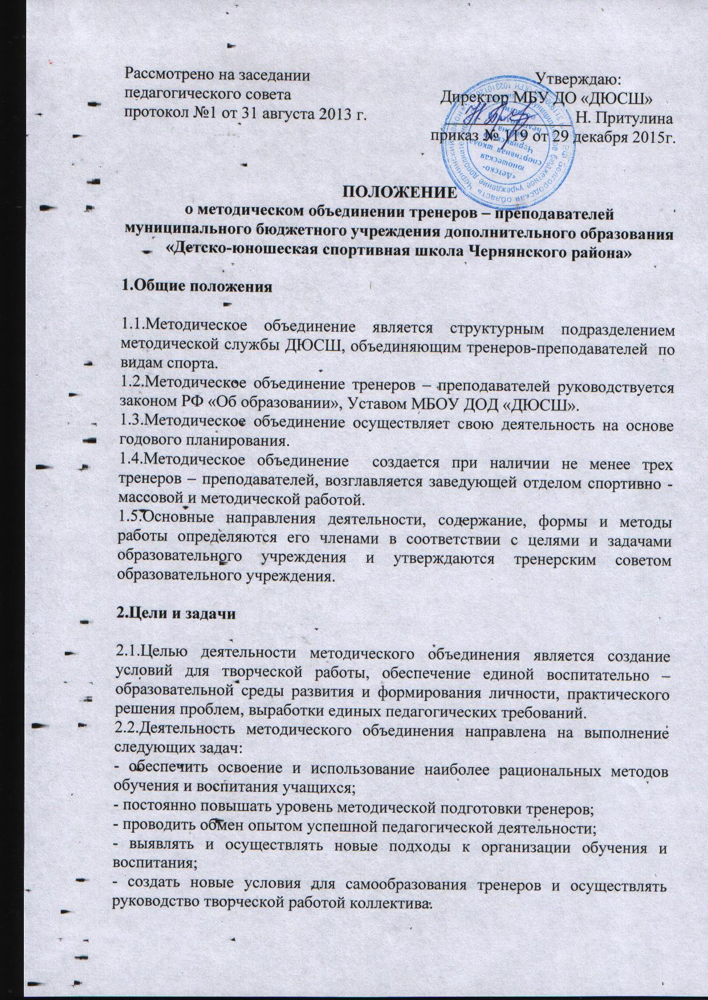 Рассмотрено на заседании
педагогического совета
протокол №1 от 31 августа 2013 г.
Утверждаю:
Директор МБУ ДО «ДЮСШ»
Н. Притулина
приказ № 119 от 29 декабря 2015г.
ПОЛОЖЕНИЕ
о методическом объединении тренеров – преподавателей
муниципального бюджетного учреждения дополнительного образования
«Детско-юношеская спортивная школа Чернянского района»
1.Общие положения
1.1.Методическое объединение является структурным подразделением
методической службы ДЮСШ, объединяющим тренеров-преподавателей по
видам спорта.
1.2.Методическое объединение тренеров – преподавателей руководствуется
законом РФ «Об образовании», Уставом МБОУ ДОД «ДЮСШ».
1.3.Методическое объединение осуществляет свою деятельность на основе
годового планирования.
1.4.Методическое объединение создается при наличии не менее трех
тренеров – преподавателей, возглавляется заведующей отделом спортивно -
массовой и методической работой.
1.5.Основные направления деятельности, содержание, формы и методы
работы определяются его членами в соответствии с целями и задачами
образовательного учреждения и утверждаются тренерским советом
образовательного учреждения.
2.Цели и задачи
2.1.Целью деятельности методического объединения является создание
условий для творческой работы, обеспечение единой воспитательно –
образовательной среды развития и формирования личности, практического
решения проблем, выработки единых педагогических требований.
2.2.Деятельность методического объединения направлена на выполнение
следующих задач:
- обеспечить освоение и использование наиболее рациональных методов
обучения и воспитания учащихся;
- постоянно повышать уровень методической подготовки тренеров;
- проводить обмен опытом успешной педагогической деятельности;
- выявлять и осуществлять новые подходы к организации обучения и
воспитания;
- создать новые условия для самообразования тренеров и осуществлять
руководство творческой работой коллектива.